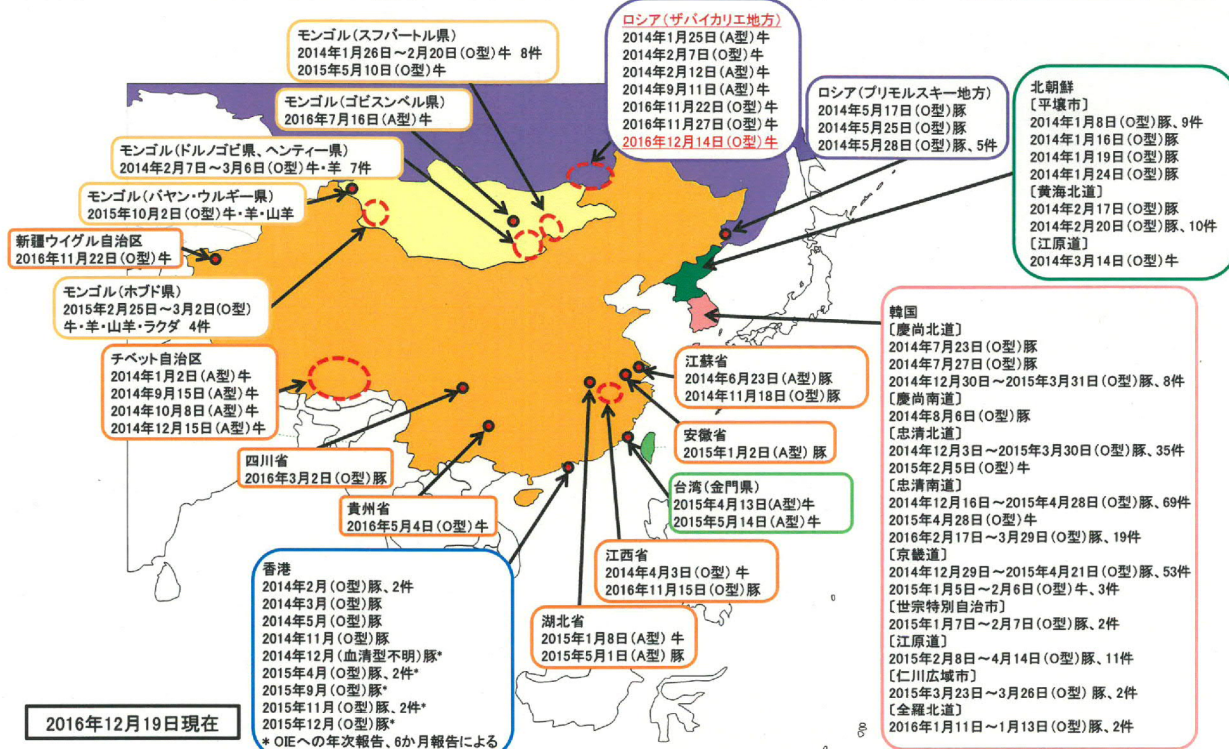 モンゴル(スフバートル県)
2014年1月26日～2月20日(O型)牛 8件
2015年5月10日(O型)牛
モンゴル(ゴビスンベル県)
2016年7月16日(A型)牛
モンゴル(ドルノゴビ県、ヘンティー県)
2014年2月7日～3月6日(O型)牛・羊 7件
モンゴル(バヤン・ウルギー県)
2015年10月2日(O型)牛・羊・山羊
新疆ウイグル自治区
2016年11月22日(O型)牛
モンゴル(ホブド県)
2015年2月25日～3月2日(O型)
牛・羊・山羊・ラクダ 4件
チベット自治区
2014年1月2日(A型)牛
2014年9月15日(A型)牛
2014年10月8日(A型)牛
2014年12月15日(A型)牛
四川省
2016年3月2日(O型)豚
貴州省
2016年5月4日(O型)牛
香港
2014年2月(O型)豚、2件
2014年3月(O型)豚
2014年5月(O型)豚
2014年11月(O型)豚
2014年12月(血清型不明)豚*
2015年4月(O型)豚、2件*
2015年9月(O型)豚*
2015年11月(O型)豚、2件*
2015年12月(O型)豚*
* OIEへの年次報告、6か月報告による
2016年12月19日現在
ロシア(ザバイカリエ地方)
2014年1月25日(A型)牛
2014年2月7日(O型)牛
2014年2月12日(A型)牛
2014年9月11日(A型)牛
2016年11月22日(O型)牛
2016年11月27日(O型)牛
2016年12月14日(O型)牛
ロシア(プリモルスキー地方)
2014年5月17日(O型)豚
2014年5月25日(O型)豚
2014年5月28日(O型)豚、5件
北朝鮮
[平壌市]
2014年1月8日(O型)豚、9件
2014年1月16日(O型)豚
2014年1月19日(O型)豚
2014年1月24日(O型)豚
[黄海北道]
2014年2月17日(O型)豚
2014年2月20日(O型)豚、10件
[江原道]
2014年3月14日(O型)牛
江蘇省
2014年6月23日(A型)豚
2014年11月18日(O型)豚
安徽省
2015年1月2日(A型)豚
台湾(金門県)
2015年4月13日(A型)牛
2015年5月14日(A型)牛
江西省
2014年4月3日(O型)牛
2016年11月15日(O型)豚
湖北省
2015年1月8日(A型)牛
2015年5月1日(A型)豚
韓国
[慶尚北道]
2014年7月23日(O型)豚
2014年7月27日(O型)豚
2014年12月30日～2015年3月31日(O型)豚、8件
[慶尚南道]
2014年8月6日(O型)豚
[忠清北道]
2014年12月3日～2015年3月30日(O型)豚、35件
2015年2月5日(O型)牛
[忠清南道]
2014年12月16日～2015年4月28日(O型)豚、69件
2015年4月28日(O型)牛
2016年2月17日～3月29日(O型)豚、19件
[京畿道]
2014年12月29日～2015年4月21日(O型)豚、53件
2015年1月5日～2月6日(O型)牛、3件
[世宗特別自治市]
2015年1月7日～2月7日(O型)豚、2件
[江原道]
2015年2月8日～4月14日(O型)豚、11件
[仁川広域市]
2015年3月23日～3月26日(O型)豚、2件
[全羅北道]
2016年1月11日～1月13日(O型)豚、2件